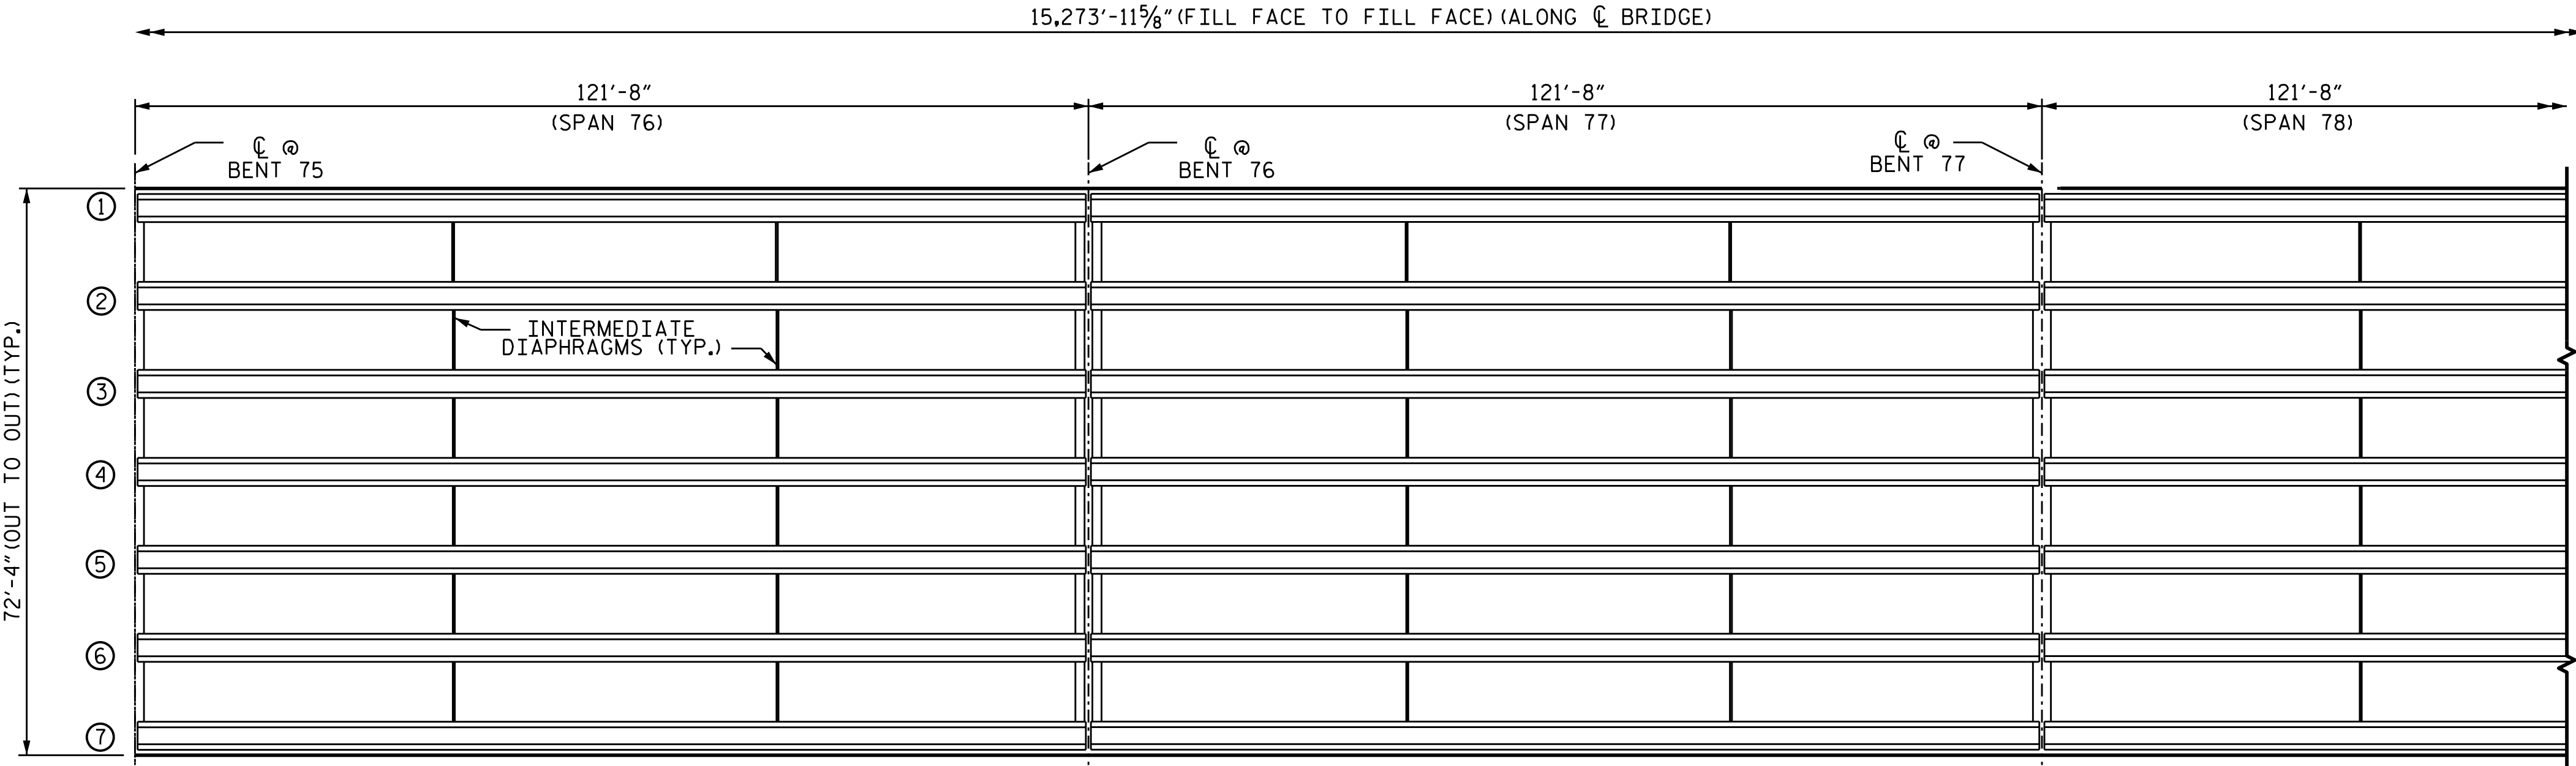 15,273'-11 5/8" (FILL FACE TO FILL FACE) (ALONG ℄ BRIDGE)
121'-8"
(SPAN 76)
121'-8"
(SPAN 77)
121'-8"
(SPAN 78)
℄ @
BENT 75
℄ @
BENT 76
℄ @
BENT 77
72'-4" (OUT TO OUT) (TYP.)
1
2
INTERMEDIATE
DIAPHRAGMS (TYP.)
3
4
5
6
7